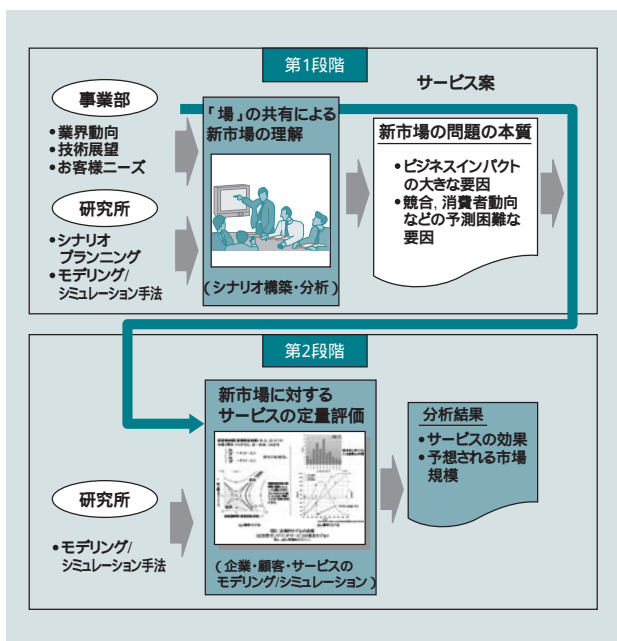 第1段階
サービス案
事業部
•業界動向
•技術展望
•お客様ニーズ
研究所
•シナリオ
プランニング
•モデリング/
シミュレーション手法
「場」の共有による
新市場の理解
(シナリオ構築・分析)
新市場の問題の本質
•ビジネスインパクト
の大きな要因
•競合,消費者動向
などの予測困難な
要因
第2段階
研究所
•モデリング/
シミュレーション手法
新市場に対する
サービスの定量評価
(企業・顧客・サービスの
モデリング/シミュレーション)
分析結果
•サービスの効果
•予想される市場
規模